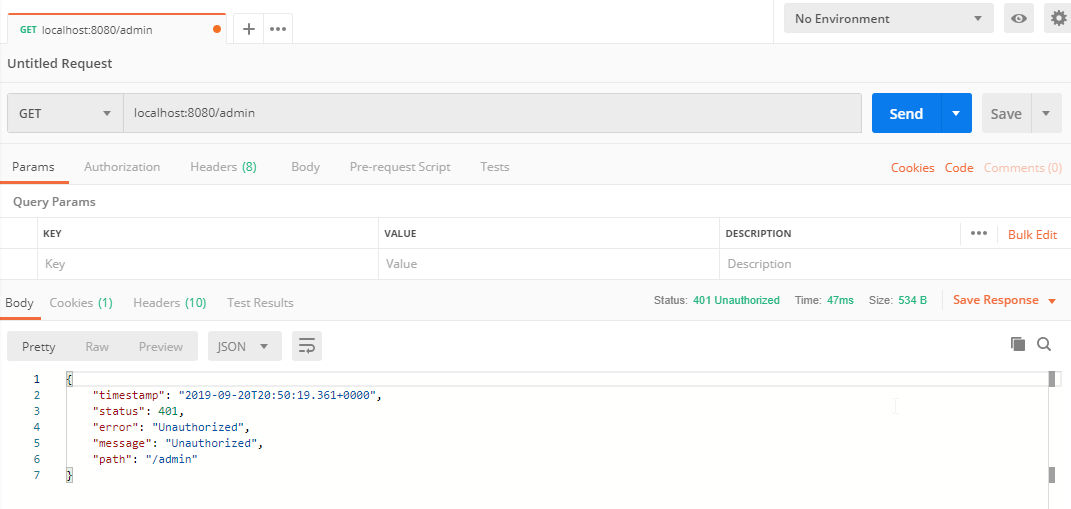 GET localhost:8080/admin + ••• No Environment
Untitled Request
GET localhost:8080/admin Send Save
Params Authorization Headers (8) Body Pre-request Script Tests Cookies Code Comments (0)
Query Params
KEY VALUE DESCRIPTION ••• Bulk Edit
Key Value Description
Body Cookies (1) Headers (10) Test Results Status: 401 Unauthorized Time: 47ms Size: 534 B Save Response
Pretty Raw Preview JSON
1 {
2 "timestamp": "2019-09-20T20:50:19.361+0000",
3 "status": 401,
4 "error": "Unauthorized",
5 "message": "Unauthorized",
6 "path": "/admin"
7 }